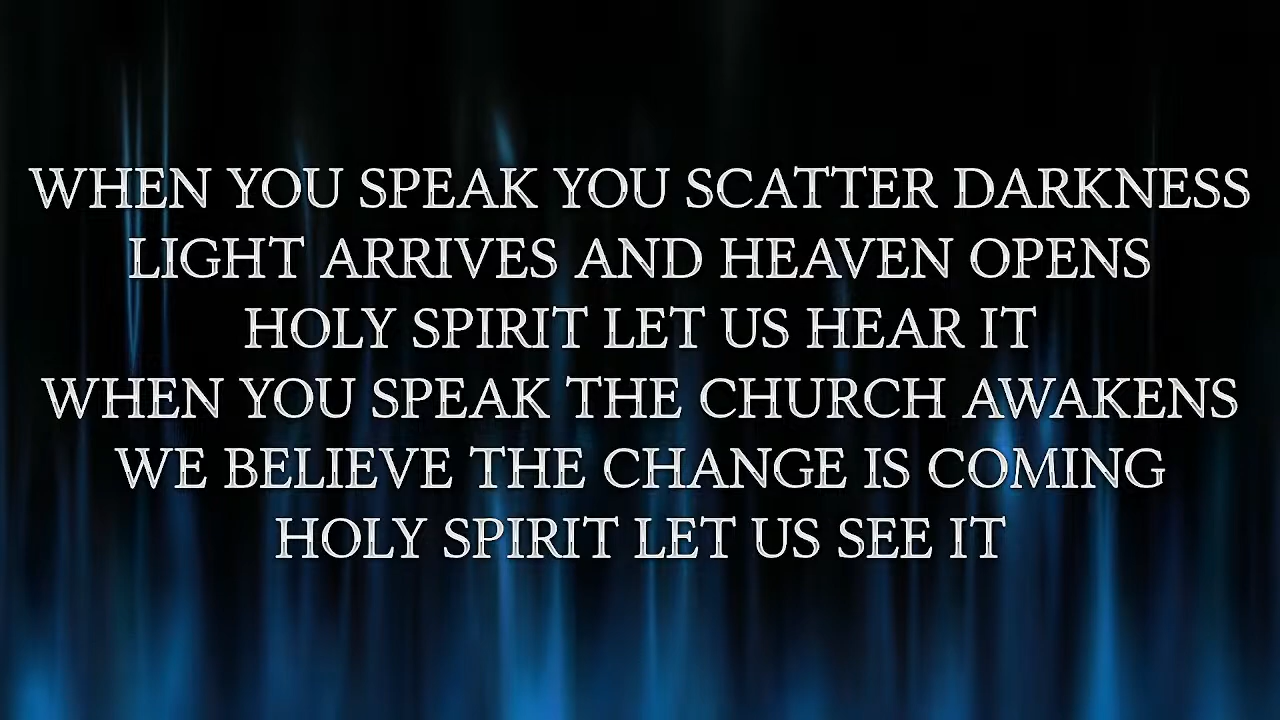 WHEN YOU SPEAK YOU SCATTER DARKNESS
LIGHT ARRIVES AND HEAVEN OPENS
HOLY SPIRIT LET US HEAR IT
WHEN YOU SPEAK THE CHURCH AWAKENS
WE BELIEVE THE CHANGE IS COMING
HOLY SPIRIT LET US SEE IT